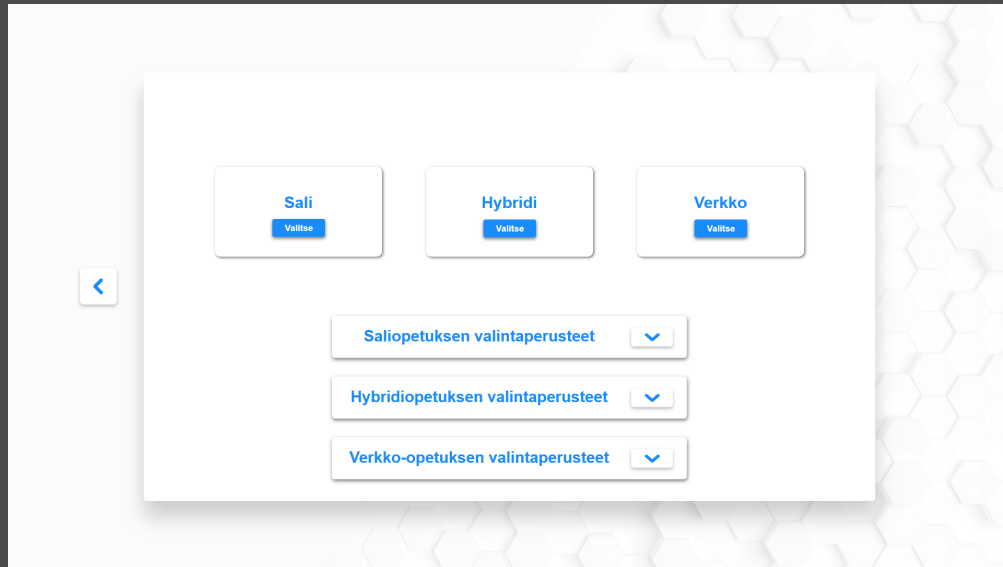 Sali
Valitse
Hybridi
Valitse
Verkko
Valitse
Saliopetuksen valintaperusteet
Hybridiopetuksen valintaperusteet
Verkko-opetuksen valintaperusteet